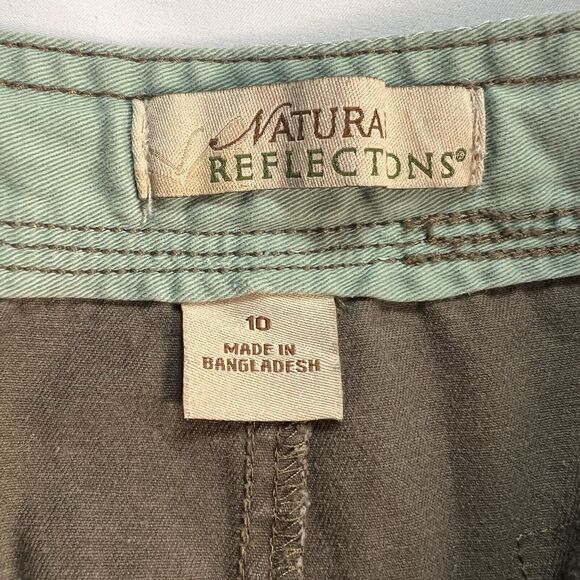 NATURA
REFLECTONS®
10
MADE IN
BANGLADESH